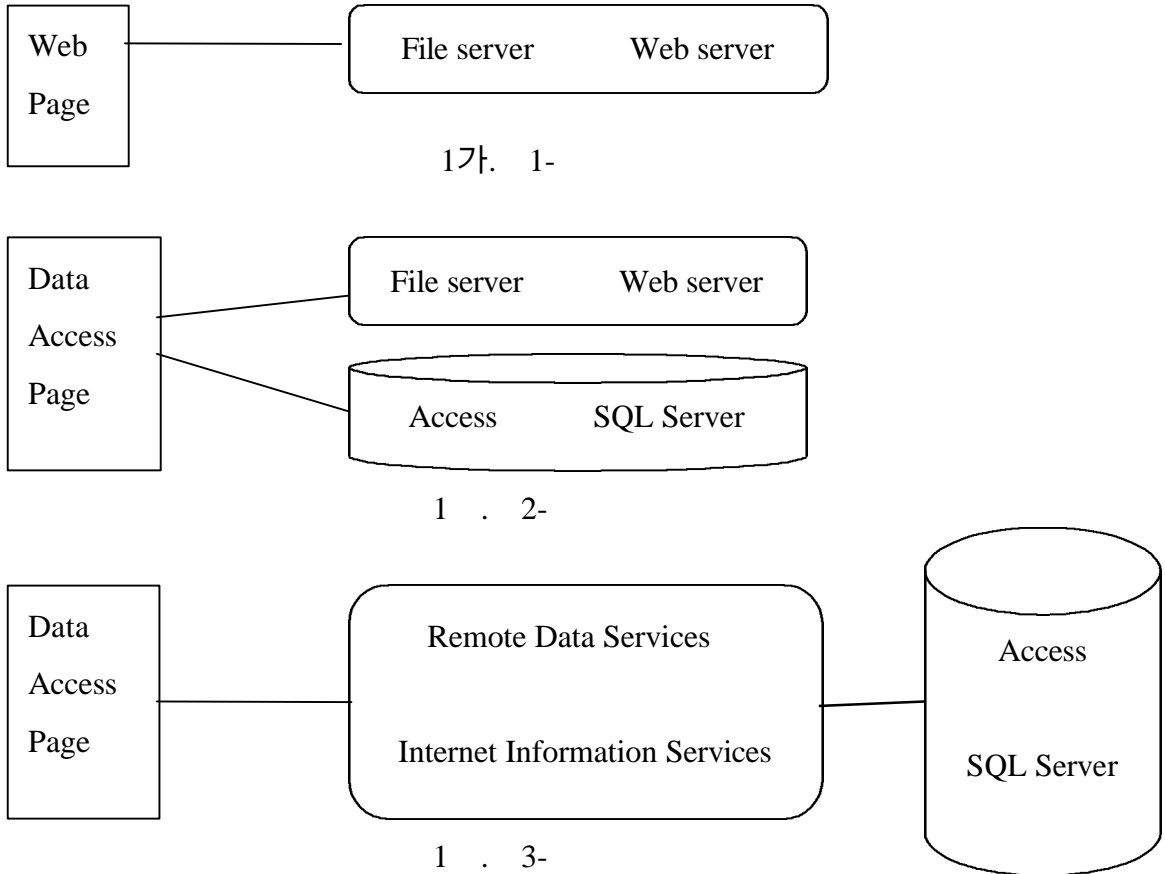 Web
Page
File server Web server
1가. 1-
Data
Access
Page
File server Web server
Access SQL Server
1 . 2-
Data
Access
Page
Remote Data Services
Internet Information Services
Access
SQL Server
1 . 3-